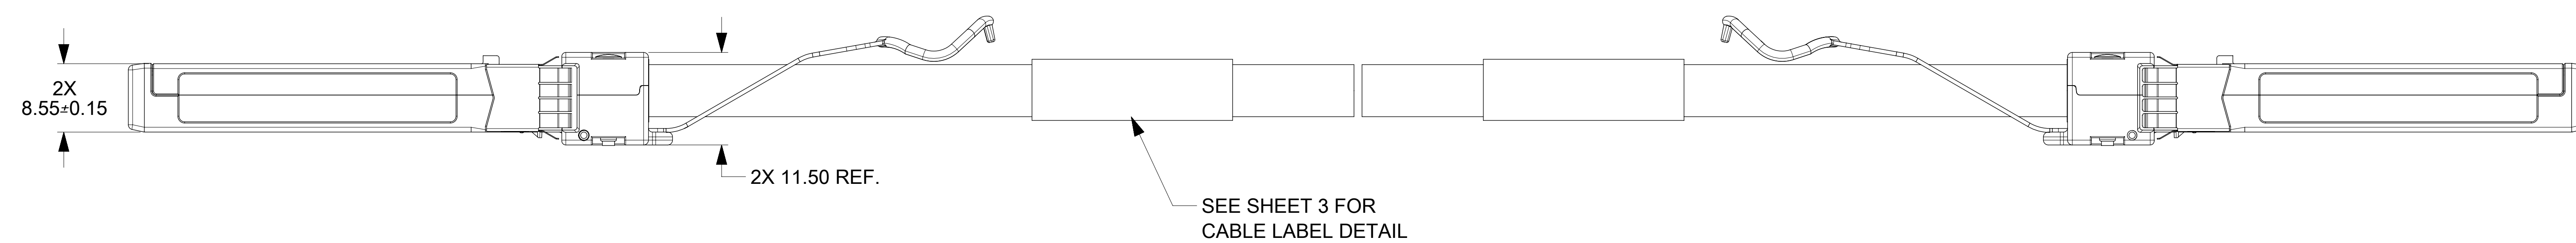 2X
8.55±0.15
2X 11.50 REF.
SEE SHEET 3 FOR
CABLE LABEL DETAIL